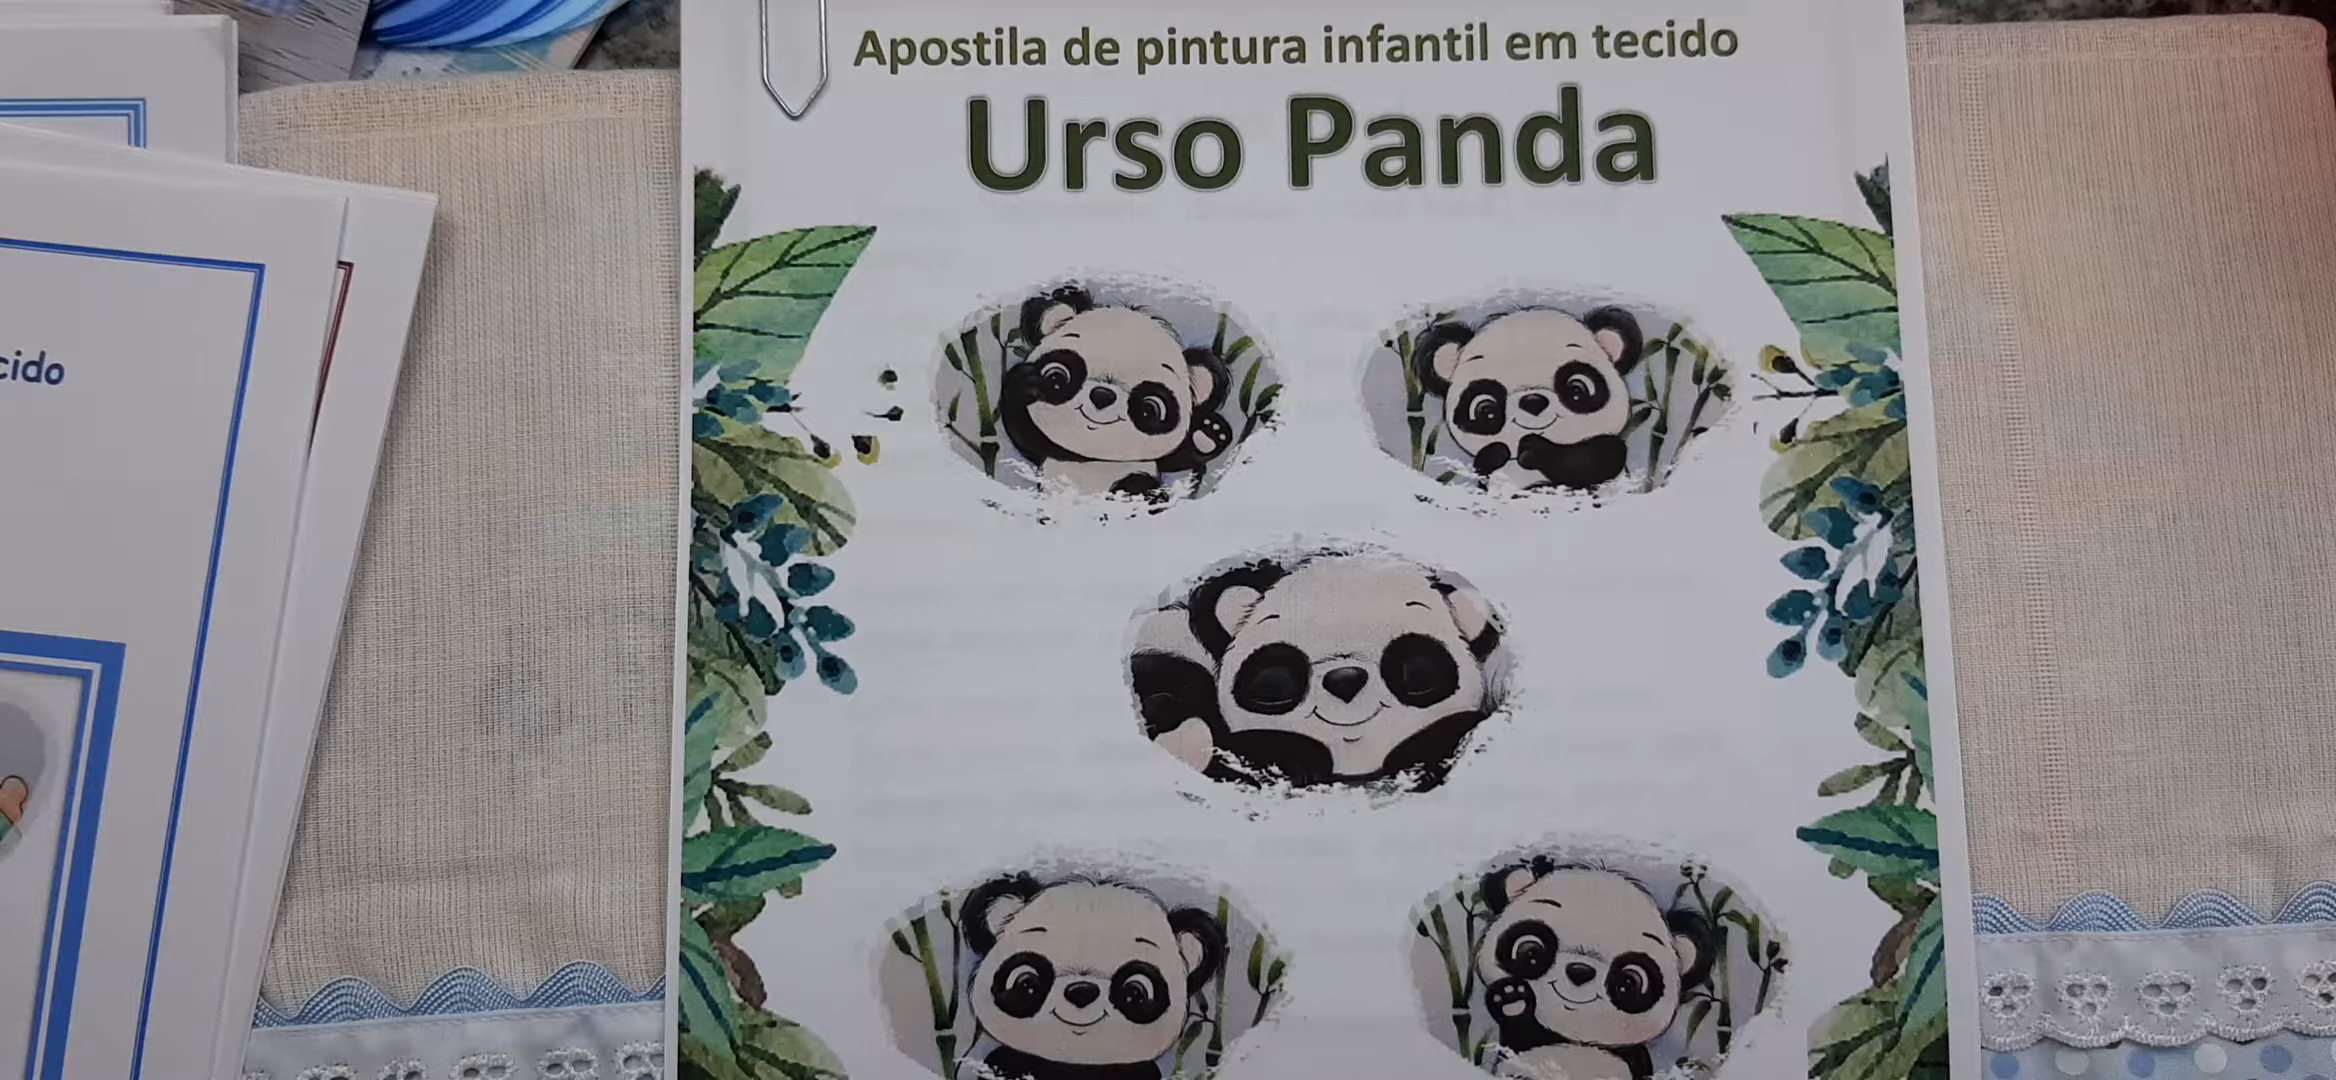 Apostila de pintura infantil em tecido
Urso Panda
cido